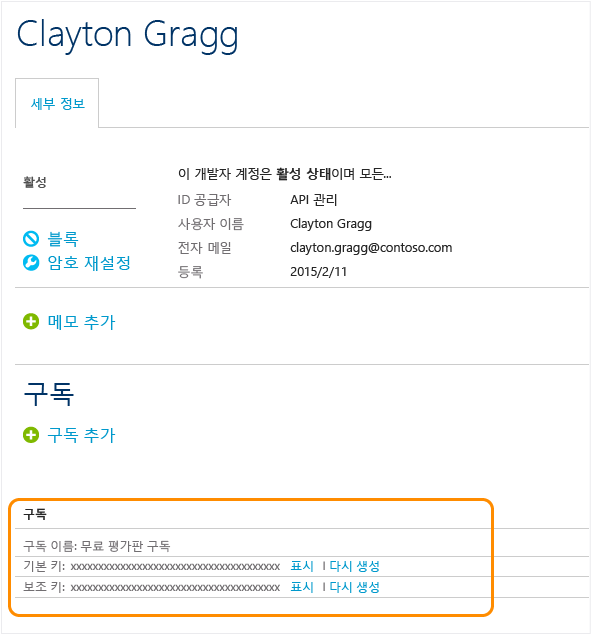 Clayton Gragg
세부 정보
활성
이 개발자 계정은 활성 상태이며 모든...
ID 공급자 API 관리
사용자 이름 Clayton Gragg
전자 메일 clayton.gragg@contoso.com
등록 2015/2/11
블록
암호 재설정
메모 추가
구독
구독 추가
구독
구독 이름: 무료 평가판 구독
기본 키: xxxxxxxxxxxxxxxxxxxxxxxxxxxxxxxxxxxxxx 표시 | 다시 생성
보조 키: xxxxxxxxxxxxxxxxxxxxxxxxxxxxxxxxxxxxxx 표시 | 다시 생성